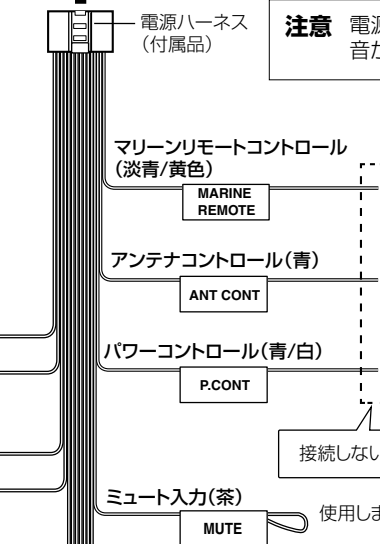 電源ハーネス
（付属品）
注意 電源
音が
マリーンリモートコントロール
（淡青/黄色）
MARINE
REMOTE
アンテナコントロール（青）
ANT CONT
パワーコントロール（青/白）
P.CONT
接続しない
ミュート入力（茶）
MUTE
使用しま